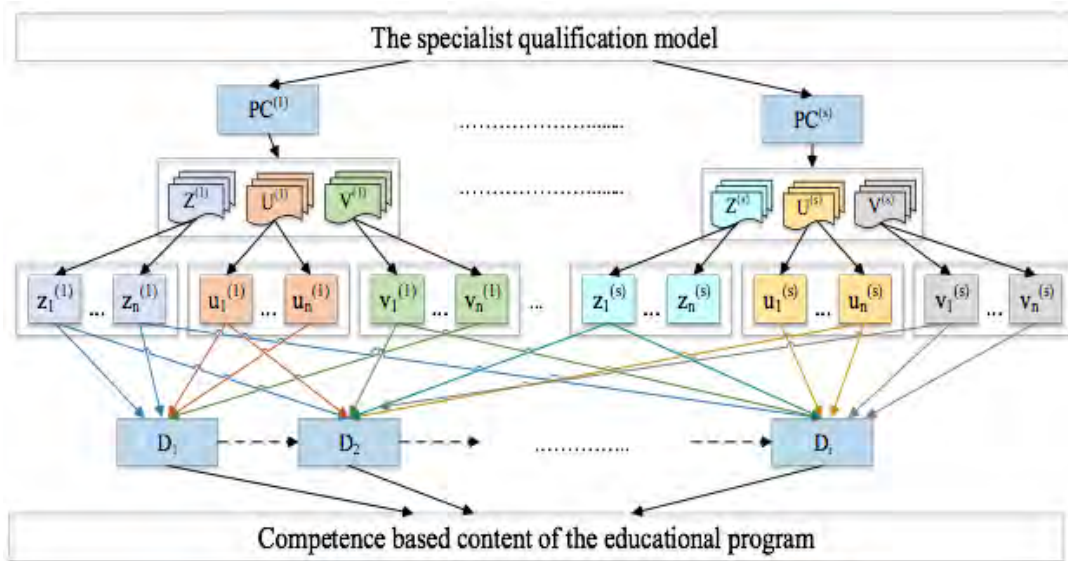 The specialist qualification model
PC⁽¹⁾ ........................ PC⁽ˢ⁾
Z⁽¹⁾ U⁽¹⁾ V⁽¹⁾ ........................ Z⁽ˢ⁾ U⁽ˢ⁾ V⁽ˢ⁾
z₁⁽¹⁾ ... zₙ⁽¹⁾ u₁⁽¹⁾ ... uₙ⁽¹⁾ v₁⁽¹⁾ ... vₙ⁽¹⁾ ... z₁⁽ˢ⁾ ... zₙ⁽ˢ⁾ u₁⁽ˢ⁾ ... uₙ⁽ˢ⁾ v₁⁽ˢ⁾ ... vₙ⁽ˢ⁾
D₁ D₂ ............... 
Competence based content of the educational program